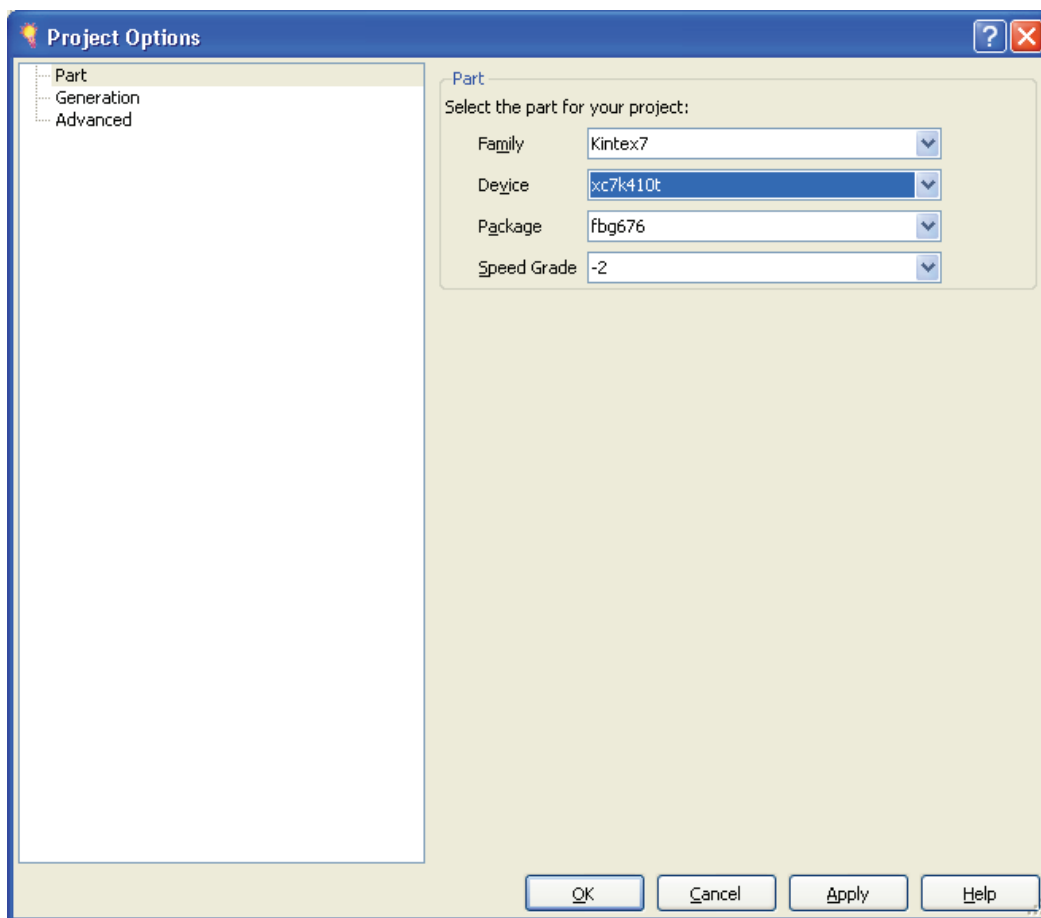 Project Options
Part
Generation
Advanced
Part
Select the part for your project:
Family Kintex7
Device xc7k410t
Package fbg676
Speed Grade -2
OK Cancel Apply Help